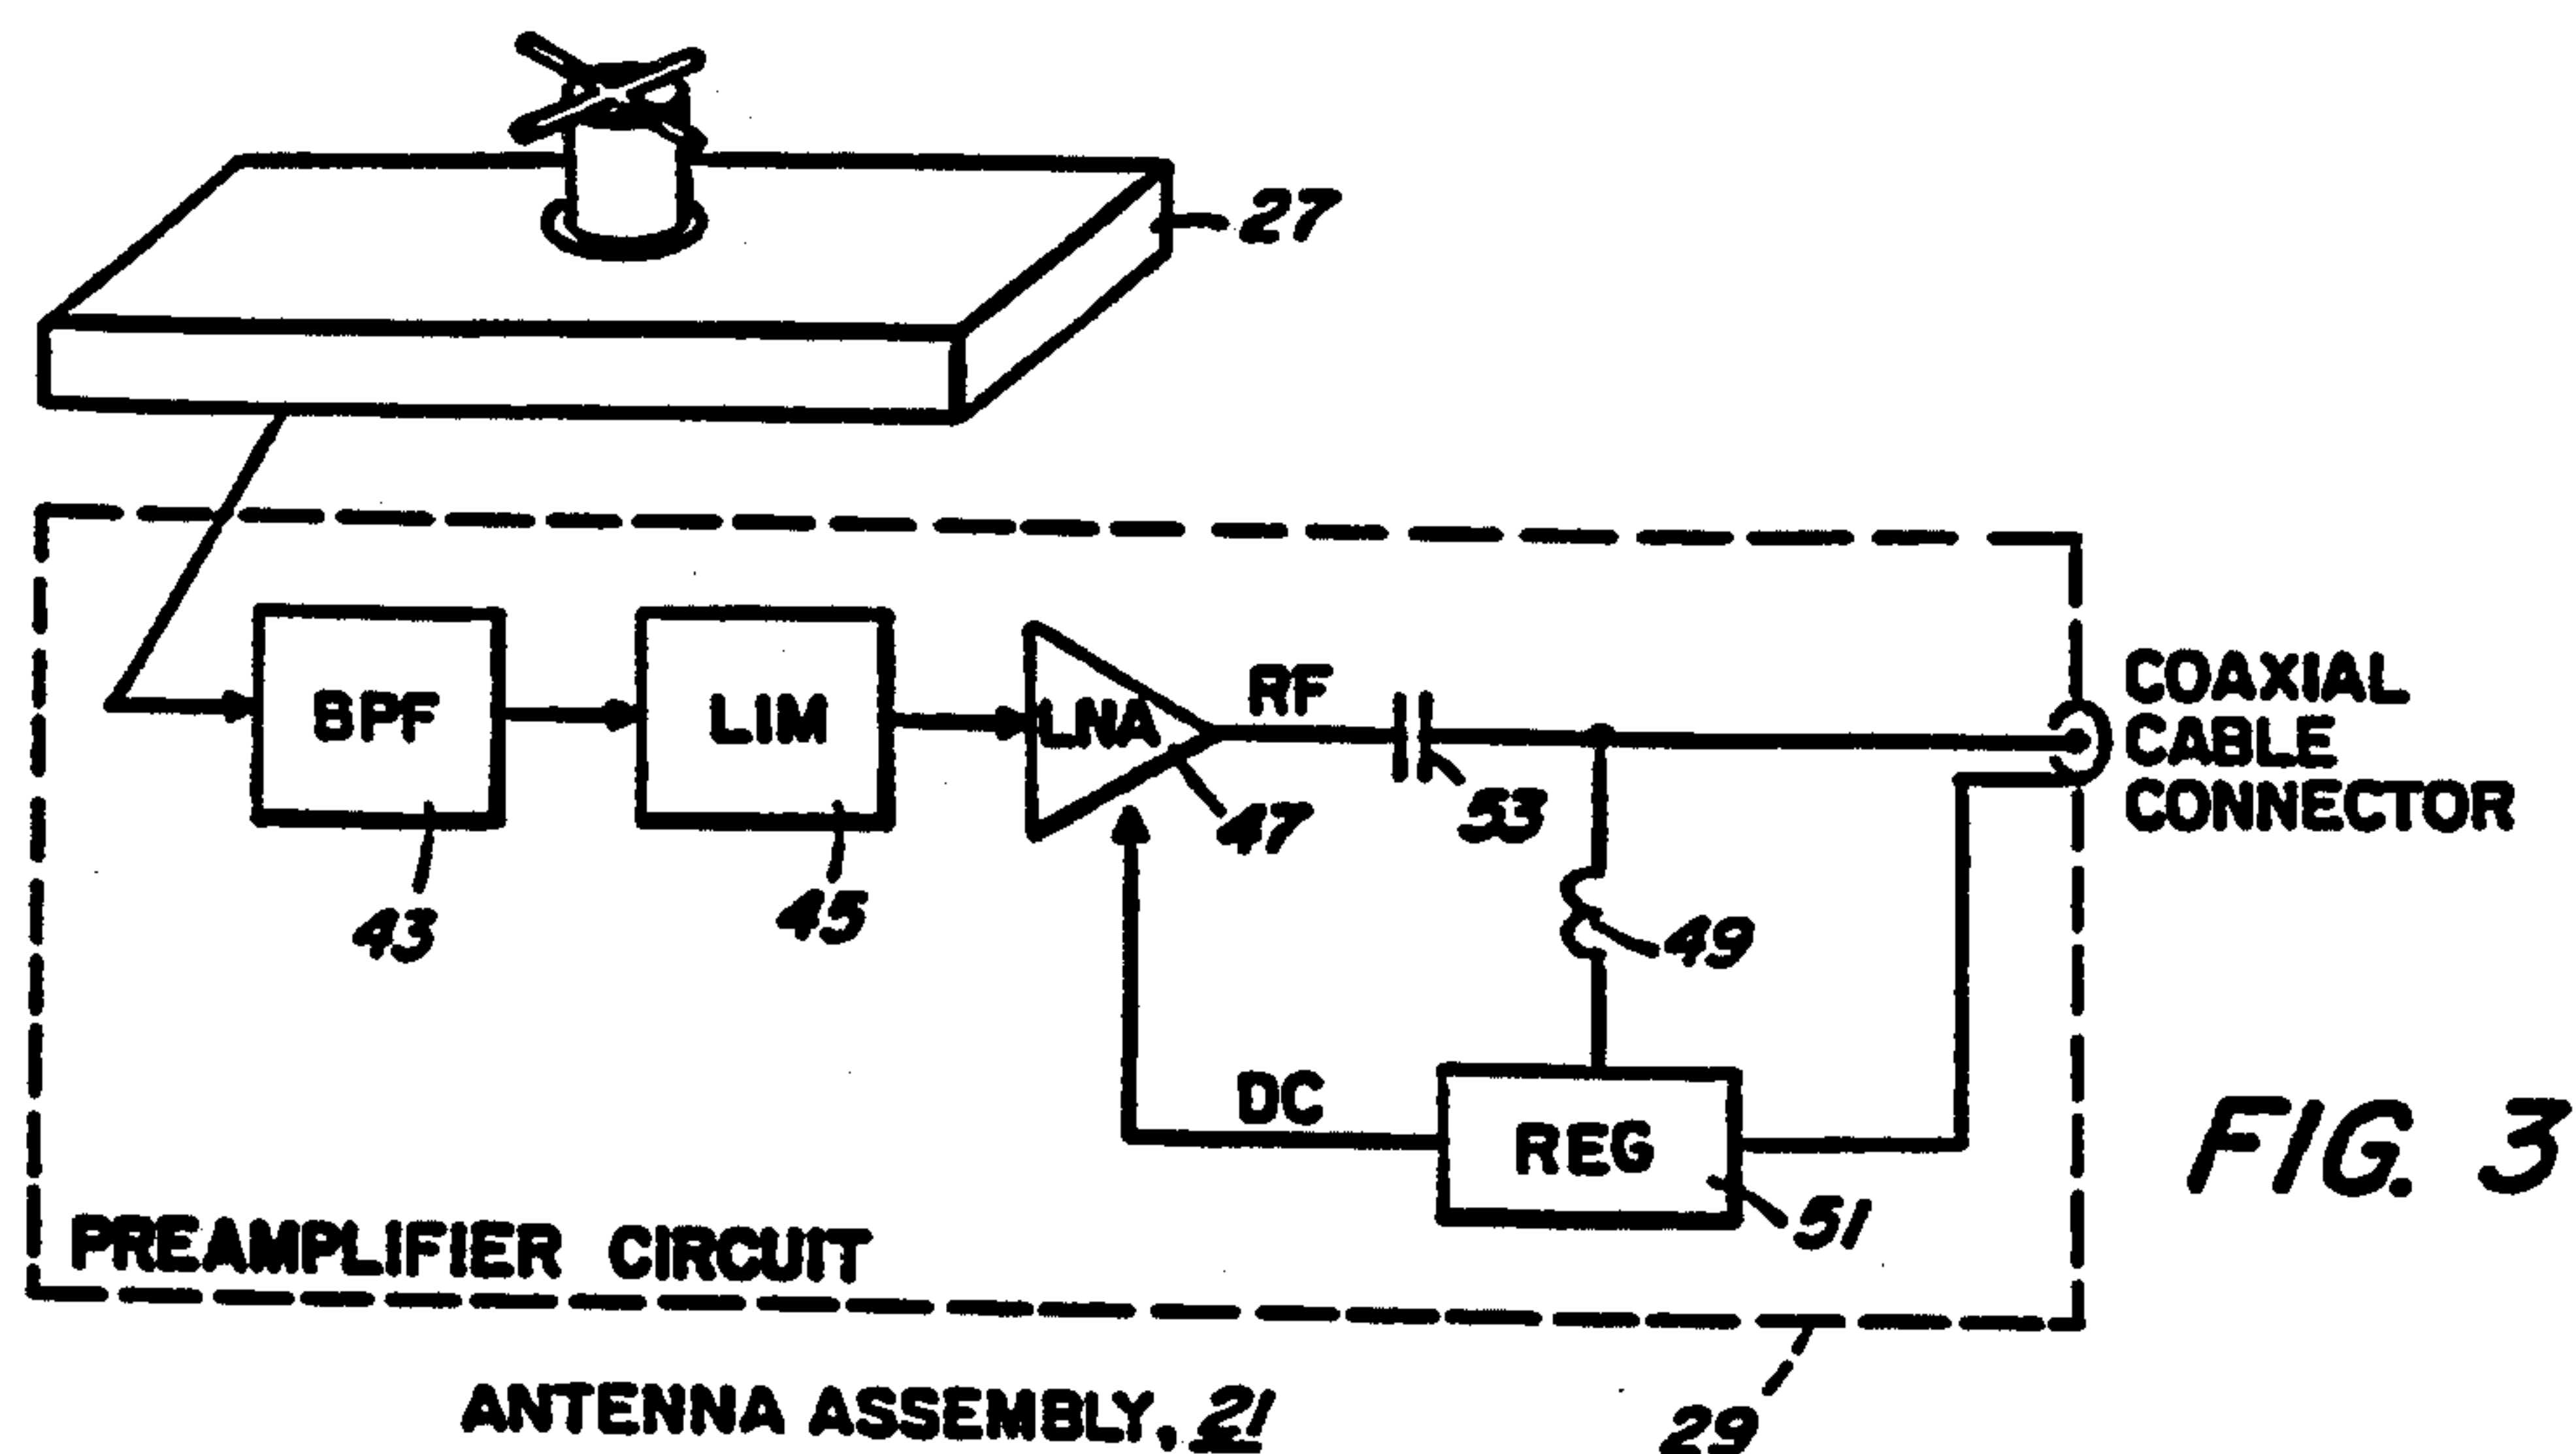 27
BPF
LIM
LNA
RF
COAXIAL
CABLE
CONNECTOR
43
45
47
53
49
DC
REG
51
FIG. 3
PREAMPLIFIER CIRCUIT
ANTENNA ASSEMBLY, 21
29